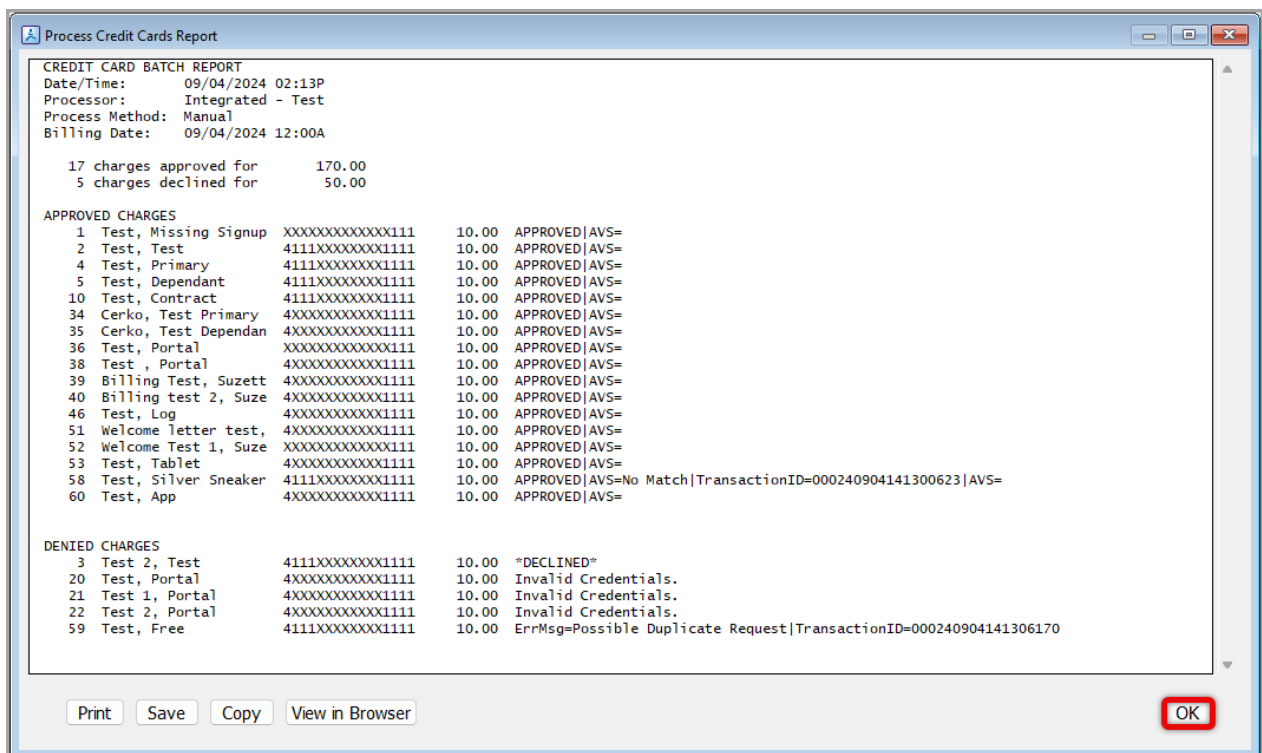 Process Credit Cards Report
CREDIT CARD BATCH REPORT
Date/Time: 09/04/2024 02:13P
Processor: Integrated - Test
Process Method: Manual
Billing Date: 09/04/2024 12:00A
17 charges approved for 170.00
5 charges declined for 50.00
APPROVED CHARGES
1 Test, Missing Signup XXXXXXXXXXXXX111 10.00 APPROVED|AVS=
2 Test, Test 4111XXXXXXXX1111 10.00 APPROVED|AVS=
4 Test, Primary 4111XXXXXXXX1111 10.00 APPROVED|AVS=
5 Test, Dependant 4111XXXXXXXX1111 10.00 APPROVED|AVS=
10 Test, Contract 4111XXXXXXXX1111 10.00 APPROVED|AVS=
34 Cerko, Test Primary 4XXXXXXXXXXX1111 10.00 APPROVED|AVS=
35 Cerko, Test Dependan 4XXXXXXXXXXX1111 10.00 APPROVED|AVS=
36 Test, Portal XXXXXXXXXXXXX111 10.00 APPROVED|AVS=
38 Test , Portal 4XXXXXXXXXXX1111 10.00 APPROVED|AVS=
39 Billing Test, Suzett 4XXXXXXXXXXX1111 10.00 APPROVED|AVS=
40 Billing test 2, Suze 4XXXXXXXXXXX1111 10.00 APPROVED|AVS=
46 Test, Log 4XXXXXXXXXXX1111 10.00 APPROVED|AVS=
51 Welcome letter test, 4XXXXXXXXXXX1111 10.00 APPROVED|AVS=
52 Welcome Test 1, Suze XXXXXXXXXXXXX111 10.00 APPROVED|AVS=
53 Test, Tablet 4XXXXXXXXXXX1111 10.00 APPROVED|AVS=
58 Test, Silver Sneaker 4111XXXXXXXX1111 10.00 APPROVED|AVS=No Match|TransactionID=000240904141300623|AVS=
60 Test, App 4XXXXXXXXXXX1111 10.00 APPROVED|AVS=
DENIED CHARGES
3 Test 2, Test 4111XXXXXXXX1111 10.00 *DECLINED*
20 Test, Portal 4XXXXXXXXXXX1111 10.00 Invalid Credentials.
21 Test 1, Portal 4XXXXXXXXXXX1111 10.00 Invalid Credentials.
22 Test 2, Portal 4XXXXXXXXXXX1111 10.00 Invalid Credentials.
59 Test, Free 4111XXXXXXXX1111 10.00 ErrMsg=Possible Duplicate Request|TransactionID=000240904141306170
Print Save Copy View in Browser OK